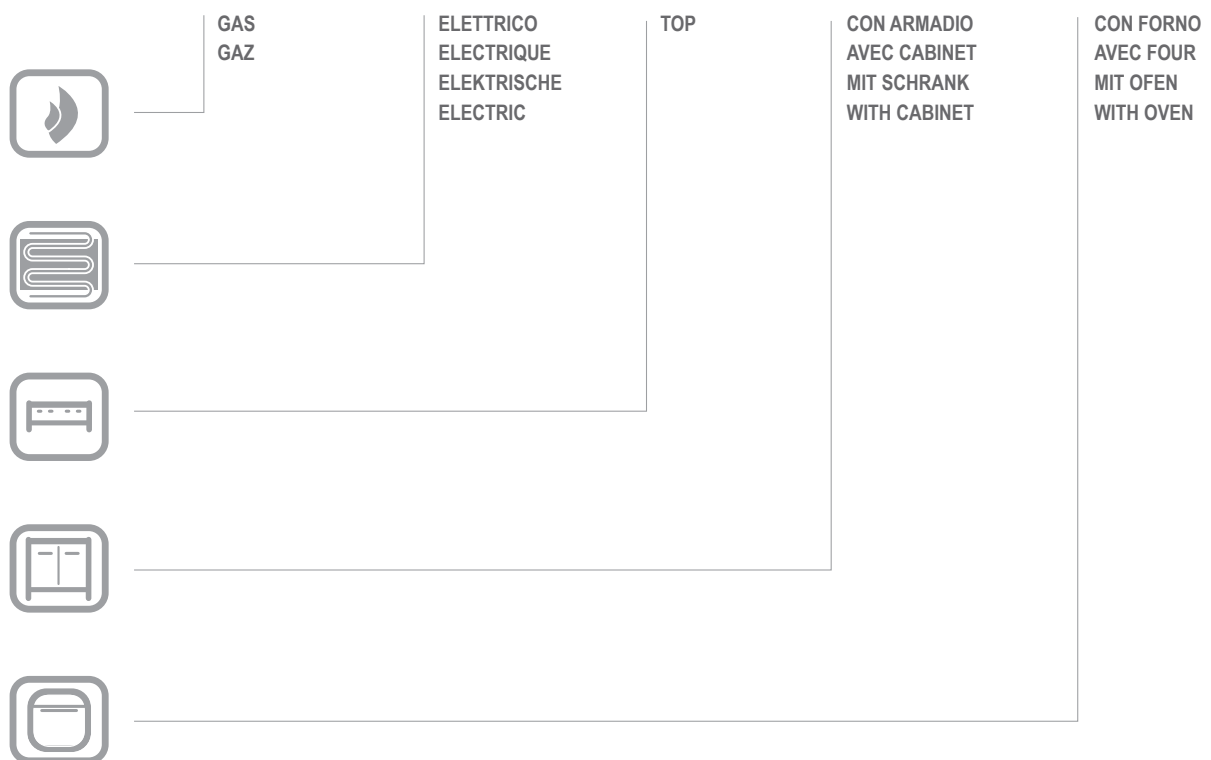 GAS
GAZ
ELETTRICO
ELECTRIQUE
ELEKTRISCHE
ELECTRIC
TOP
CON ARMADIO
AVEC CABINET
MIT SCHRANK
WITH CABINET
CON FORNO
AVEC FOUR
MIT OFEN
WITH OVEN